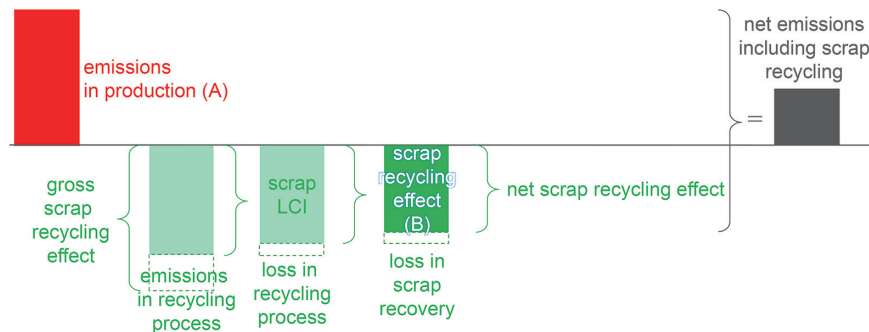 emissions
in production (A)
net emissions
including scrap
recycling
=
gross
scrap
recycling
effect
emissions
in recycling
process
scrap
LCI
loss in
recycling
process
scrap
recycling
effect
(B)
loss in
scrap
recovery
net scrap recycling effect